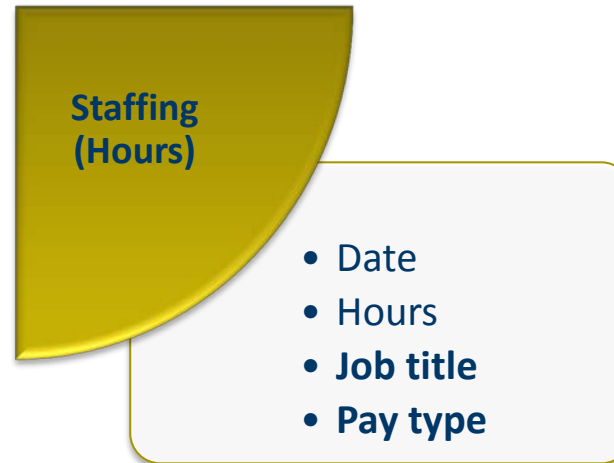 Staffing
(Hours)
• Date
• Hours
• Job title
• Pay type